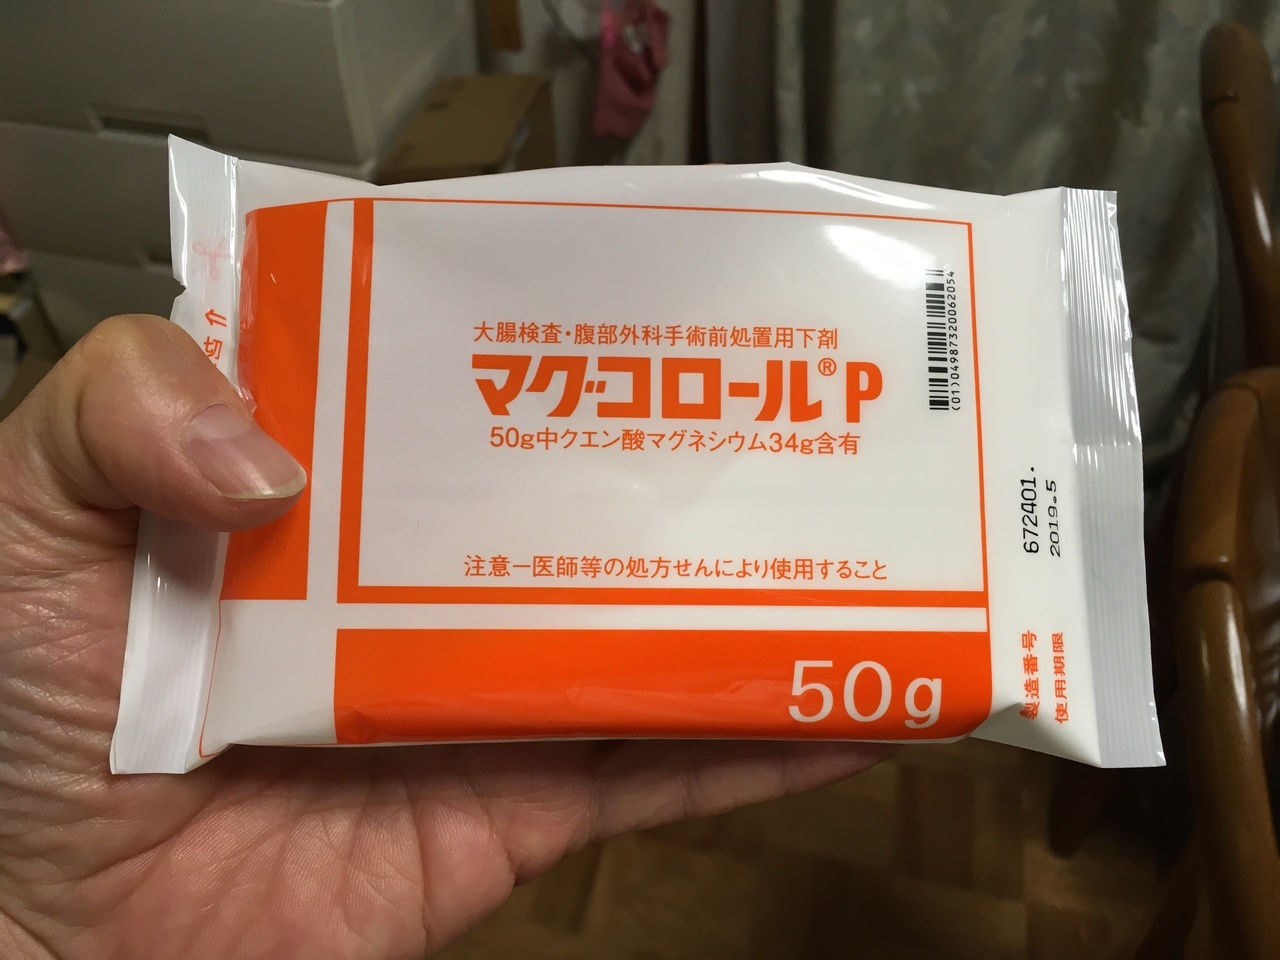 大腸検査・腹部外科手術前処置用下剤
マグコロール® P
50g中クエン酸マグネシウム34g含有
注意－医師等の処方せんにより使用すること
50g
(01)04987320062054
製造番号 672401.
使用期限 2019.5